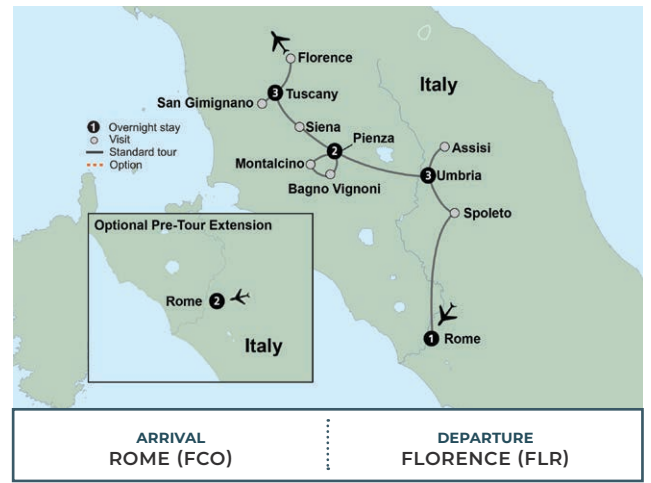 Florence
Italy
3 Tuscany
San Gimignano
1 Overnight stay
Visit
Standard tour
Option
Siena
Pienza
2
Assisi
Montalcino
Bagno Vignoni
3 Umbria
Spoleto
Optional Pre-Tour Extension
Rome 2
Italy
1 Rome
ARRIVAL
ROME (FCO)
DEPARTURE
FLORENCE (FLR)